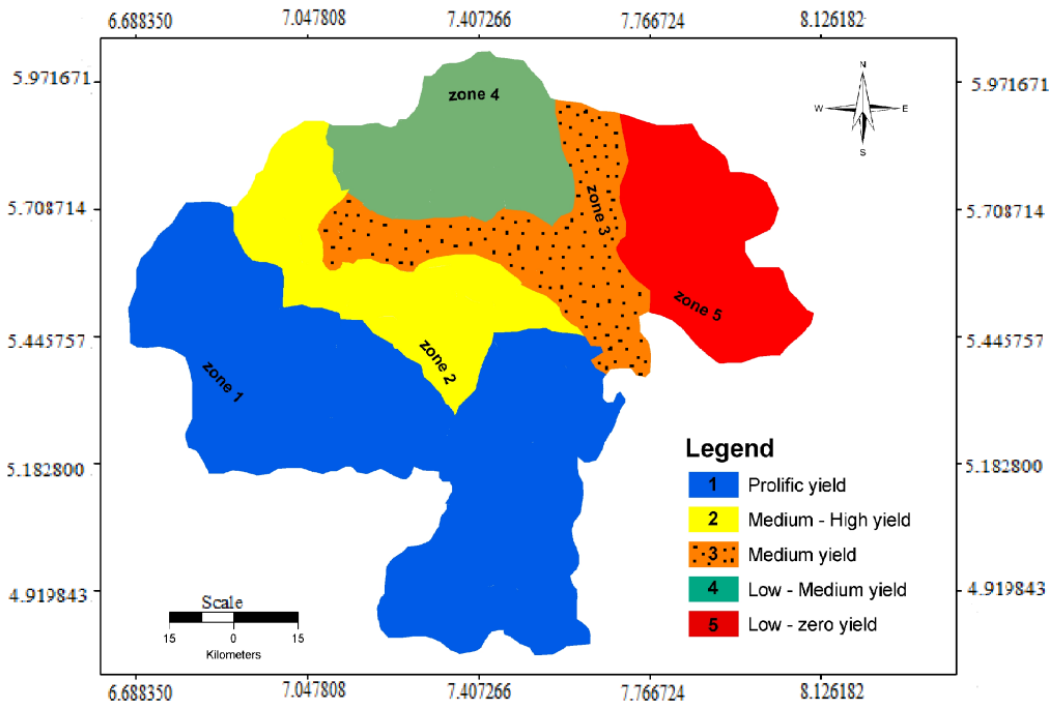 6.688350 7.047808 7.407266 7.766724 8.126182
5.971671 5.971671
zone 4
N
W E
S
zone 3
5.708714 5.708714
zone 5
5.445757 5.445757
zone 2
zone 1
Legend
5.182800 5.182800
1 Prolific yield
2 Medium - High yield
3 Medium yield
4.919843 4.919843
4 Low - Medium yield
Scale
5 Low - zero yield
15 0 15
Kilometers
6.688350 7.047808 7.407266 7.766724 8.126182